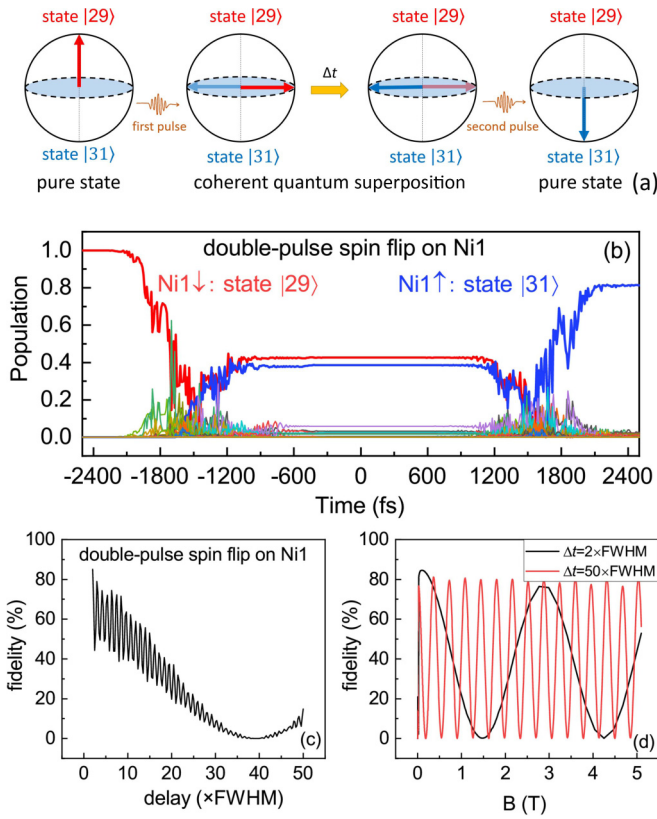 state |29⟩ state |29⟩ state |29⟩ state |29⟩
Δt
first pulse second pulse
state |31⟩ state |31⟩ state |31⟩ state |31⟩
pure state coherent quantum superposition pure state (a)
double-pulse spin flip on Ni1 (b)
Ni1↓: state |29⟩ Ni1↑: state |31⟩
Population
1.0
0.8
0.6
0.4
0.2
0.0
-2400 -1800 -1200 -600 0 600 1200 1800 2400
Time (fs)
double-pulse spin flip on Ni1
fidelity (%)
100
80
60
40
20
0
(c)
0 10 20 30 40 50
delay (×FWHM)
Δt=2×FWHM
Δt=50×FWHM
fidelity (%)
100
80
60
40
20
0
(d)
0 1 2 3 4 5
B (T)